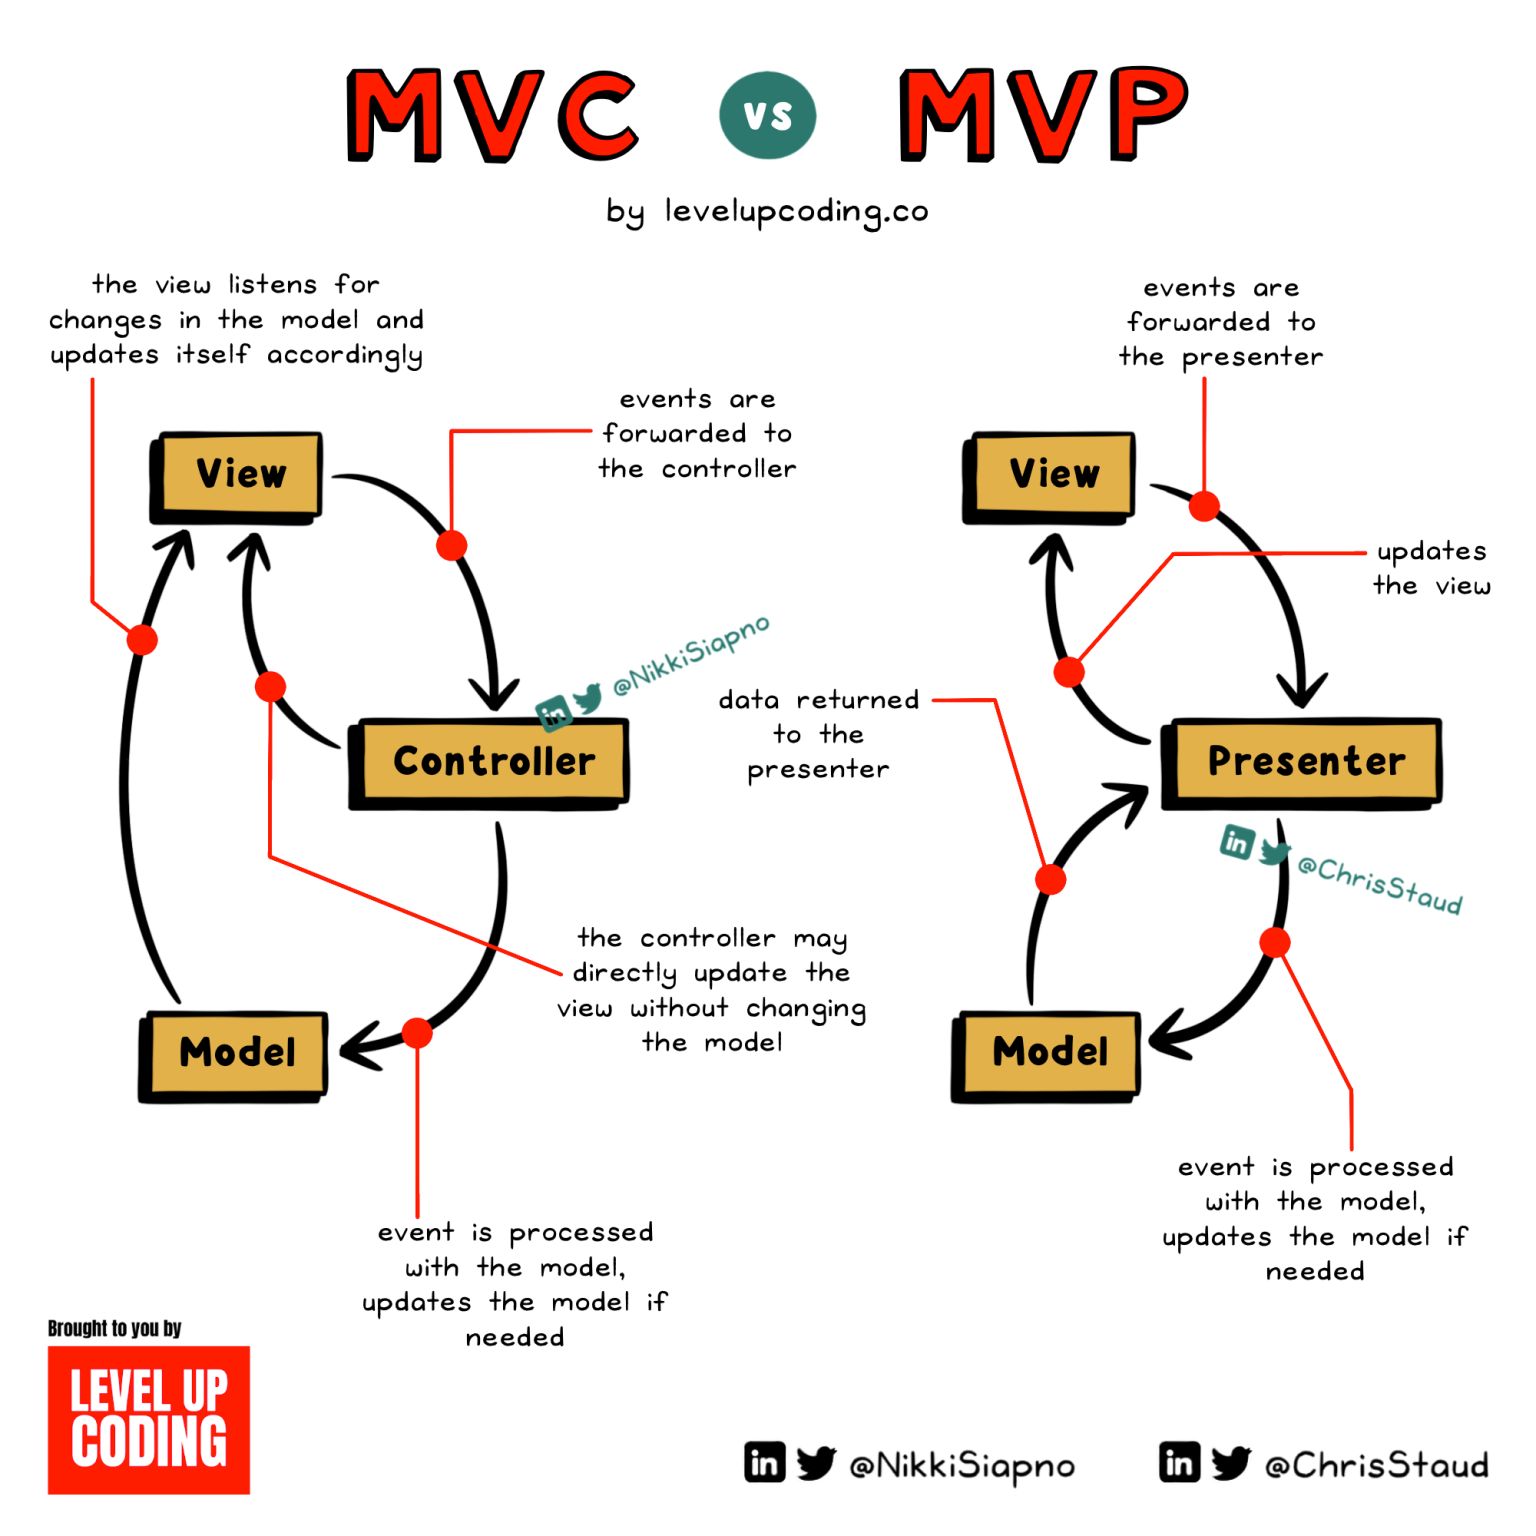 MVC vs MVP
by levelupcoding.co
the view listens for
changes in the model and
updates itself accordingly
events are
forwarded to
the controller
View
@NikkiSiapno
Controller
the controller may
directly update the
view without changing
the model
Model
event is processed
with the model,
updates the model if
needed
events are
forwarded to
the presenter
View
updates
the view
data returned
to the
presenter
Presenter
@ChrisStaud
Model
event is processed
with the model,
updates the model if
needed
Brought to you by
LEVEL UP
CODING
in @NikkiSiapno
in @ChrisStaud